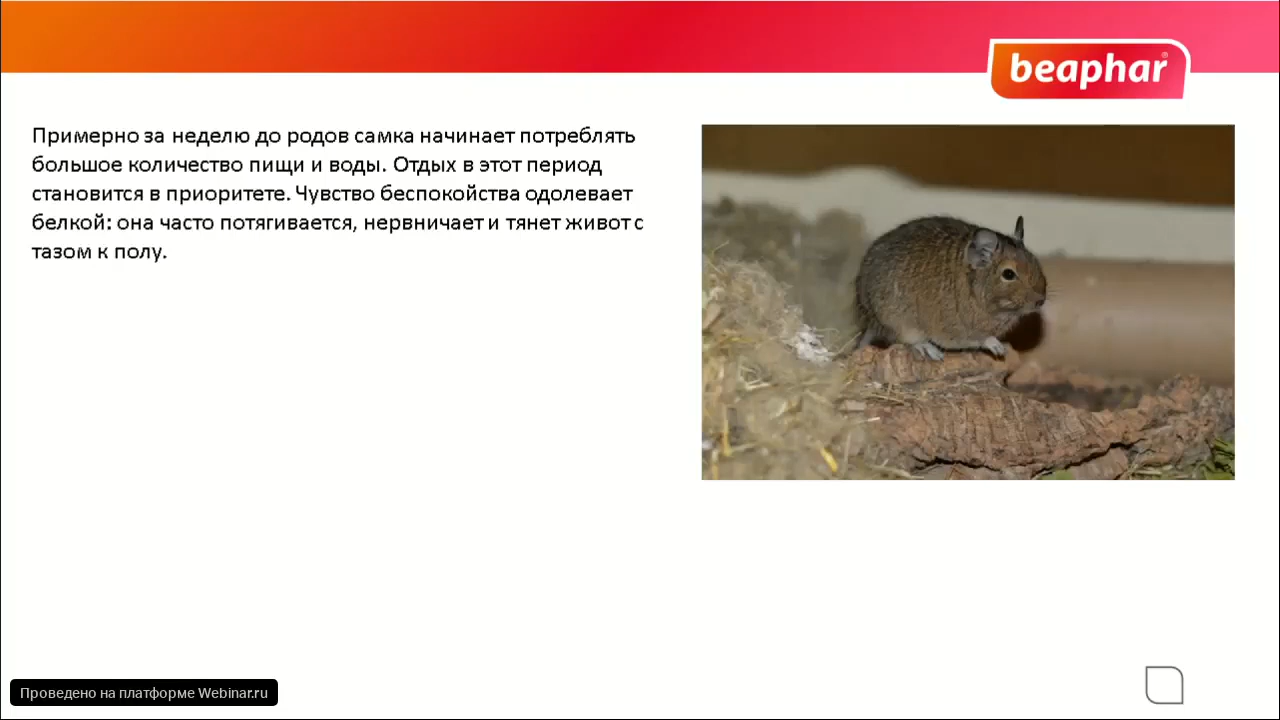 beaphar®
Примерно за неделю до родов самка начинает потреблять
большое количество пищи и воды. Отдых в этот период
становится в приоритете. Чувство беспокойства одолевает
белкой: она часто потягивается, нервничает и тянет живот с
тазом к полу.
Проведено на платформе Webinar.ru